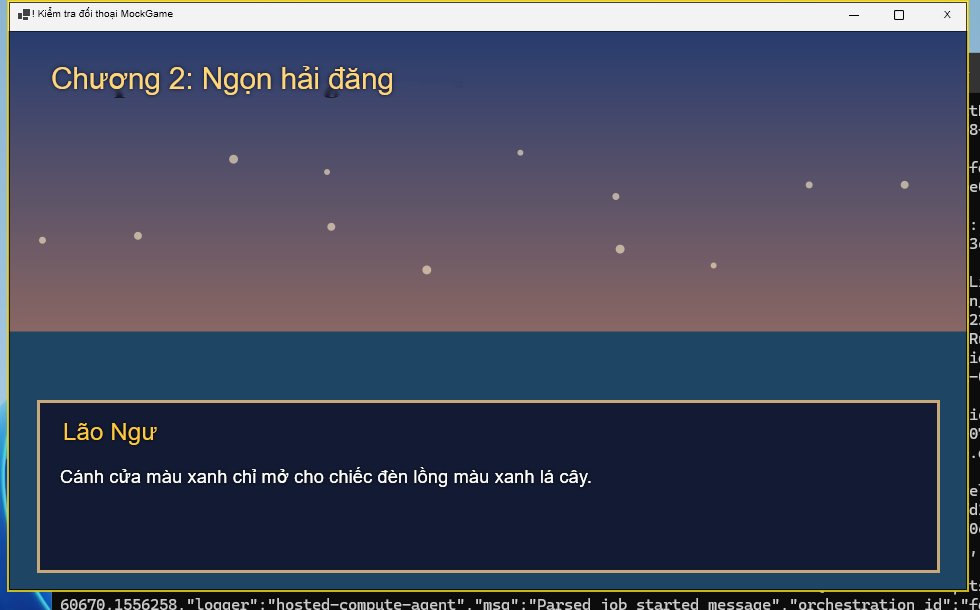 ! Kiểm tra đối thoại MockGame
Chương 2: Ngọn hải đăng
Lão Ngư
Cánh cửa màu xanh chỉ mở cho chiếc đèn lồng màu xanh lá cây.
60670.1556258,"logger":"hosted-compute-agent","msg":"Parsed job started message","orchestration_id":"f